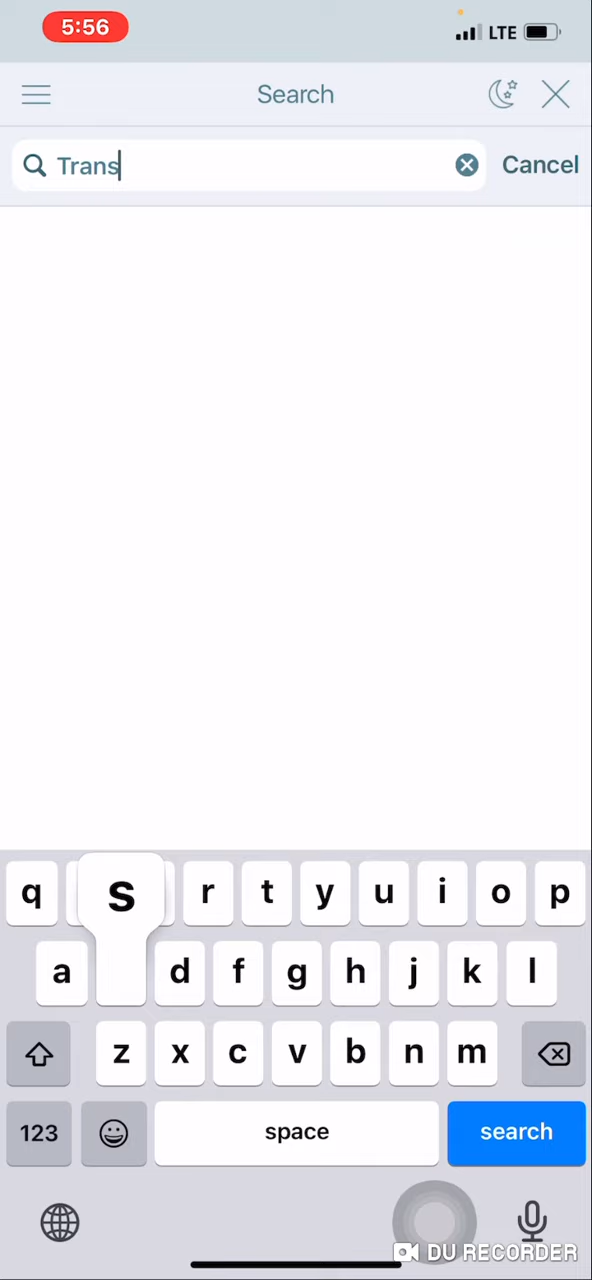 5:56
LTE
Search
Trans
Cancel
q s r t y u i o p
a d f g h j k l
z x c v b n m
123 space search
DU RECORDER